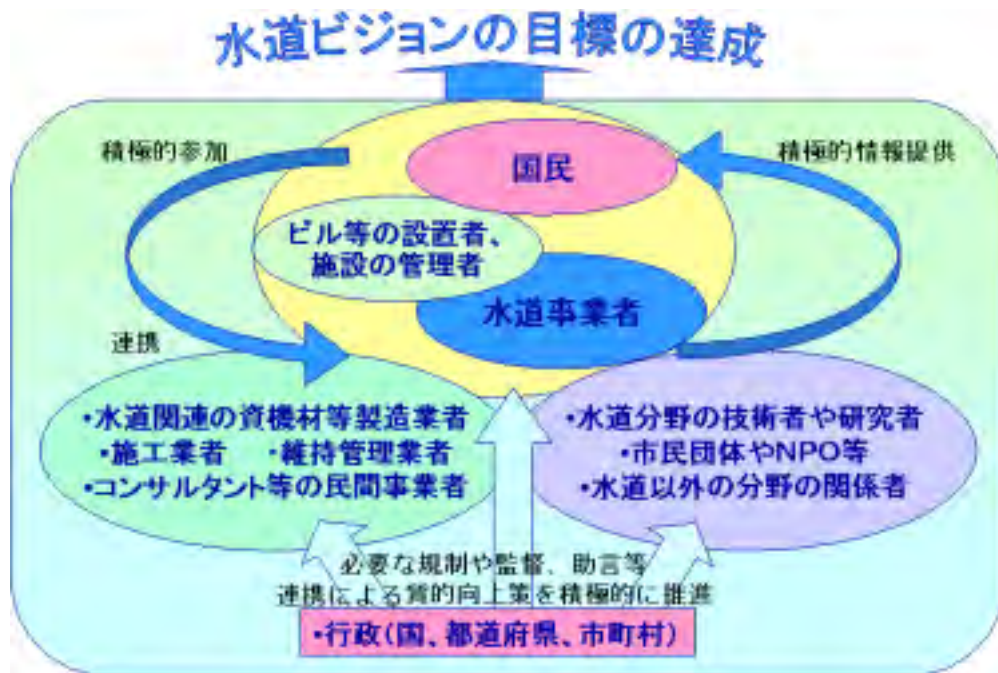 水道ビジョンの目標の達成
積極的参加
積極的情報提供
国民
ビル等の設置者、
施設の管理者
水道事業者
連携
・水道関連の資機材等製造業者
・施工業者 ・維持管理業者
・コンサルタント等の民間事業者
・水道分野の技術者や研究者
・市民団体やNPO等
・水道以外の分野の関係者
必要な規制や監督、助言等
連携による質的向上策を積極的に推進
・行政(国、都道府県、市町村)